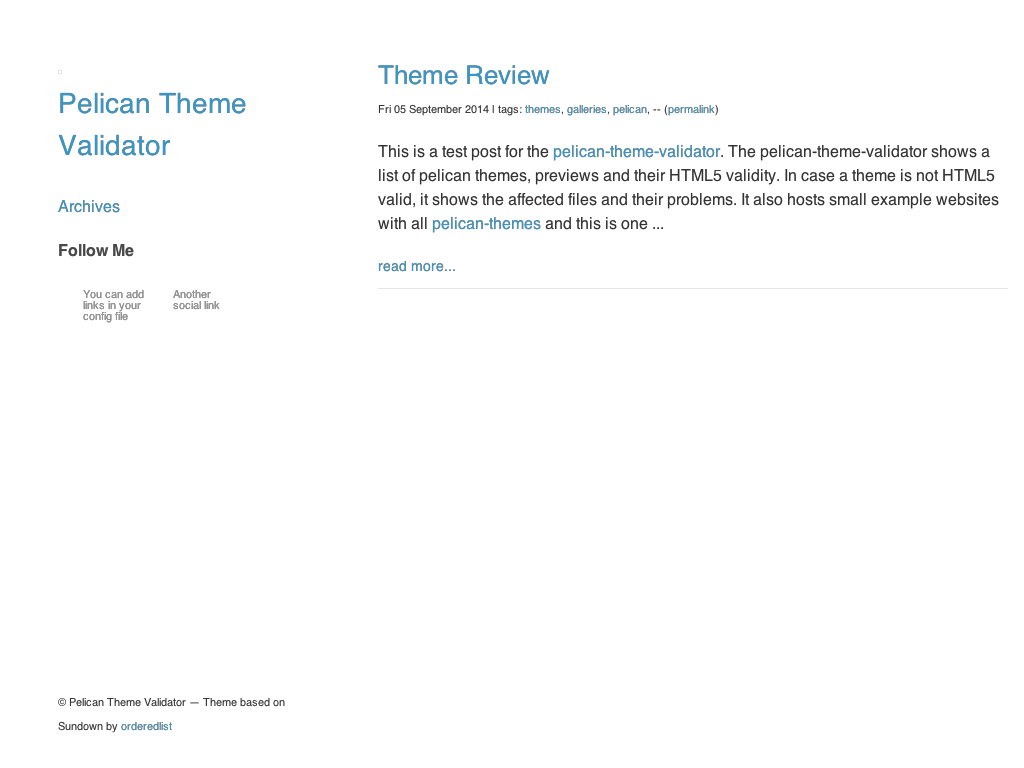 Pelican Theme
Validator
Archives
Follow Me
You can add
links in your
config file
Another
social link
Theme Review
Fri 05 September 2014 | tags: themes, galleries, pelican, -- (permalink)
This is a test post for the pelican-theme-validator. The pelican-theme-validator shows a
list of pelican themes, previews and their HTML5 validity. In case a theme is not HTML5
valid, it shows the affected files and their problems. It also hosts small example websites
with all pelican-themes and this is one ...
read more...
© Pelican Theme Validator — Theme based on
Sundown by orderedlist